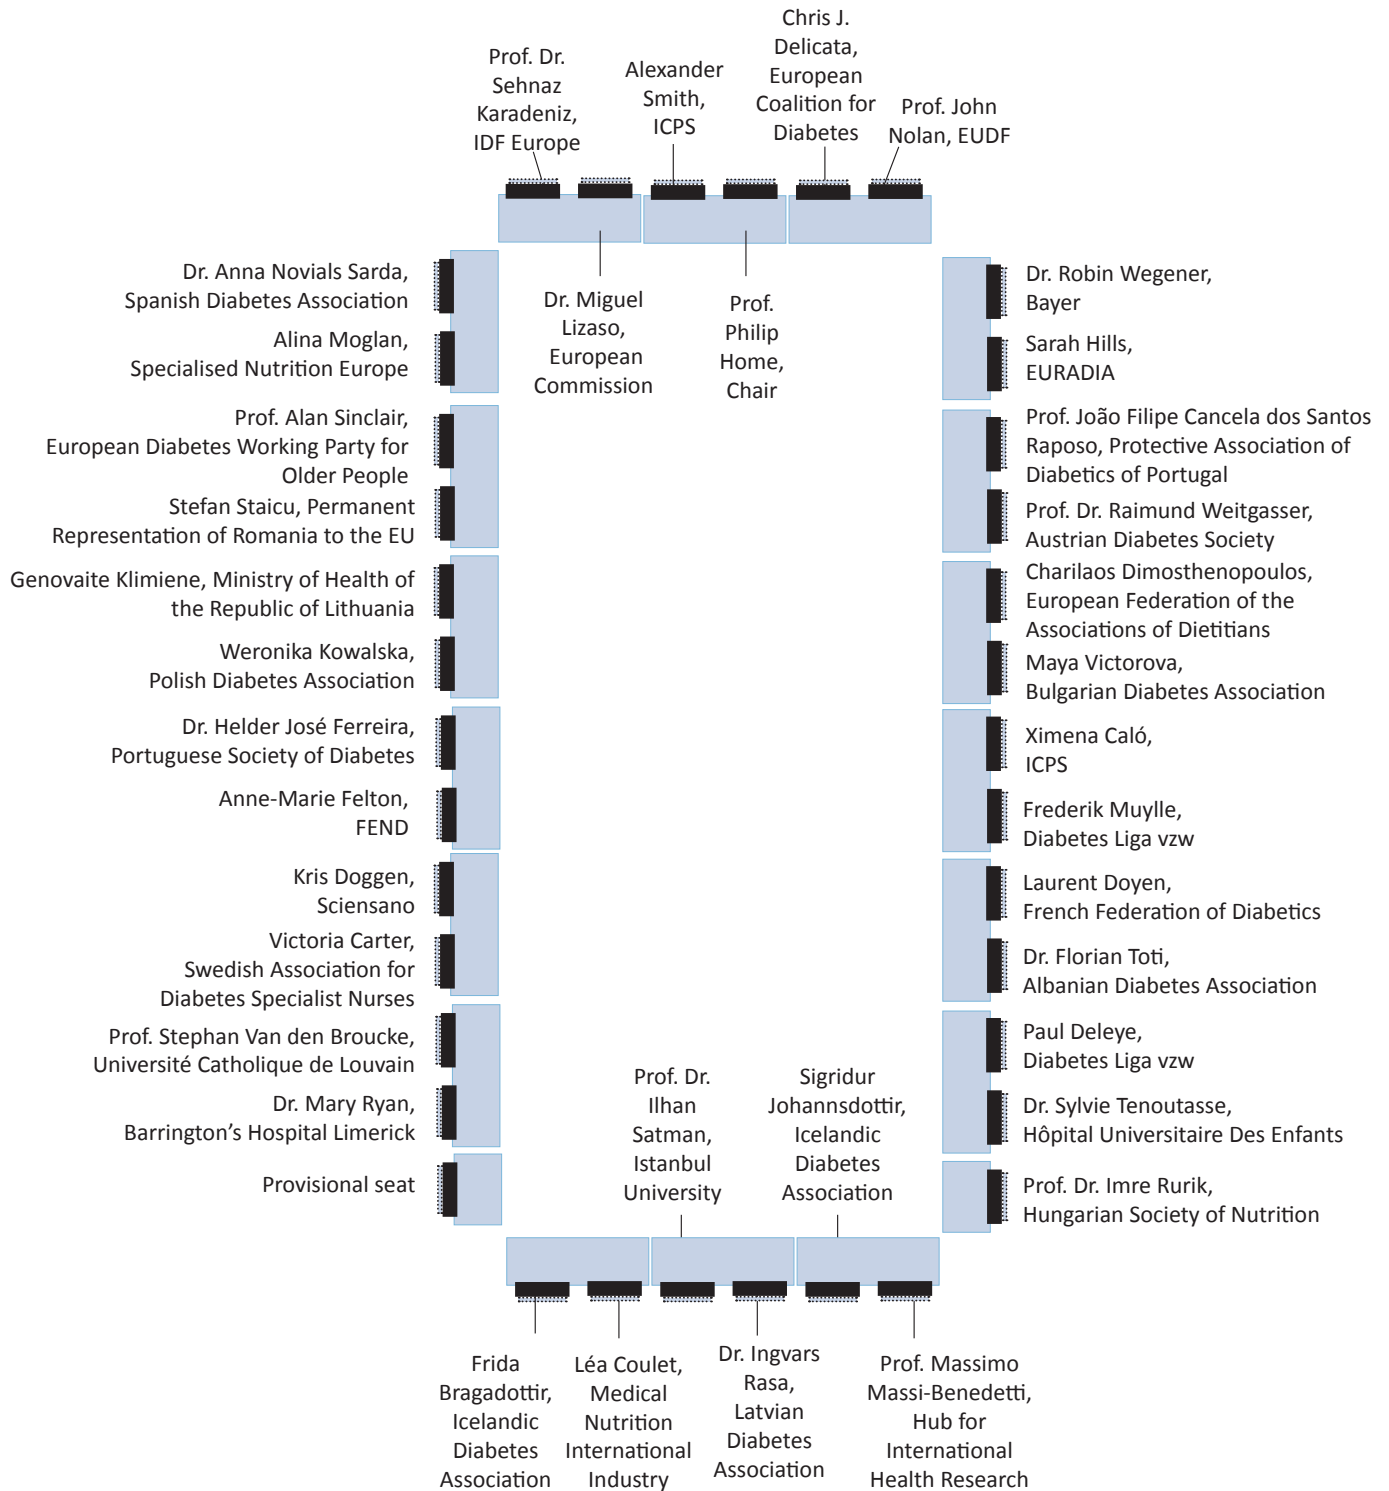 Prof. Dr.
Sehnaz
Karadeniz,
IDF Europe
Alexander
Smith,
ICPS
Chris J.
Delicata,
European
Coalition for
Diabetes
Prof. John
Nolan, EUDF
Dr. Miguel
Lizaso,
European
Commission
Prof.
Philip
Home,
Chair
Dr. Anna Novials Sarda,
Spanish Diabetes Association
Alina Moglan,
Specialised Nutrition Europe
Prof. Alan Sinclair,
European Diabetes Working Party for
Older People
Stefan Staicu, Permanent
Representation of Romania to the EU
Genovaite Klimiene, Ministry of Health of
the Republic of Lithuania
Weronika Kowalska,
Polish Diabetes Association
Dr. Helder José Ferreira,
Portuguese Society of Diabetes
Anne-Marie Felton,
FEND
Kris Doggen,
Sciensano
Victoria Carter,
Swedish Association for
Diabetes Specialist Nurses
Prof. Stephan Van den Broucke,
Université Catholique de Louvain
Dr. Mary Ryan,
Barrington's Hospital Limerick
Provisional seat
Dr. Robin Wegener,
Bayer
Sarah Hills,
EURADIA
Prof. João Filipe Cancela dos Santos
Raposo, Protective Association of
Diabetics of Portugal
Prof. Dr. Raimund Weitgasser,
Austrian Diabetes Society
Charilaos Dimosthenopoulos,
European Federation of the
Associations of Dietitians
Maya Victorova,
Bulgarian Diabetes Association
Ximena Caló,
ICPS
Frederik Muylle,
Diabetes Liga vzw
Laurent Doyen,
French Federation of Diabetics
Dr. Florian Toti,
Albanian Diabetes Association
Paul Deleye,
Diabetes Liga vzw
Dr. Sylvie Tenoutasse,
Hôpital Universitaire Des Enfants
Prof. Dr. Imre Rurik,
Hungarian Society of Nutrition
Prof. Dr.
Ilhan
Satman,
Istanbul
University
Sigridur
Johannsdottir,
Icelandic
Diabetes
Association
Frida
Bragadottir,
Icelandic
Diabetes
Association
Léa Coulet,
Medical
Nutrition
International
Industry
Dr. Ingvars
Rasa,
Latvian
Diabetes
Association
Prof. Massimo
Massi-Benedetti,
Hub for
International
Health Research